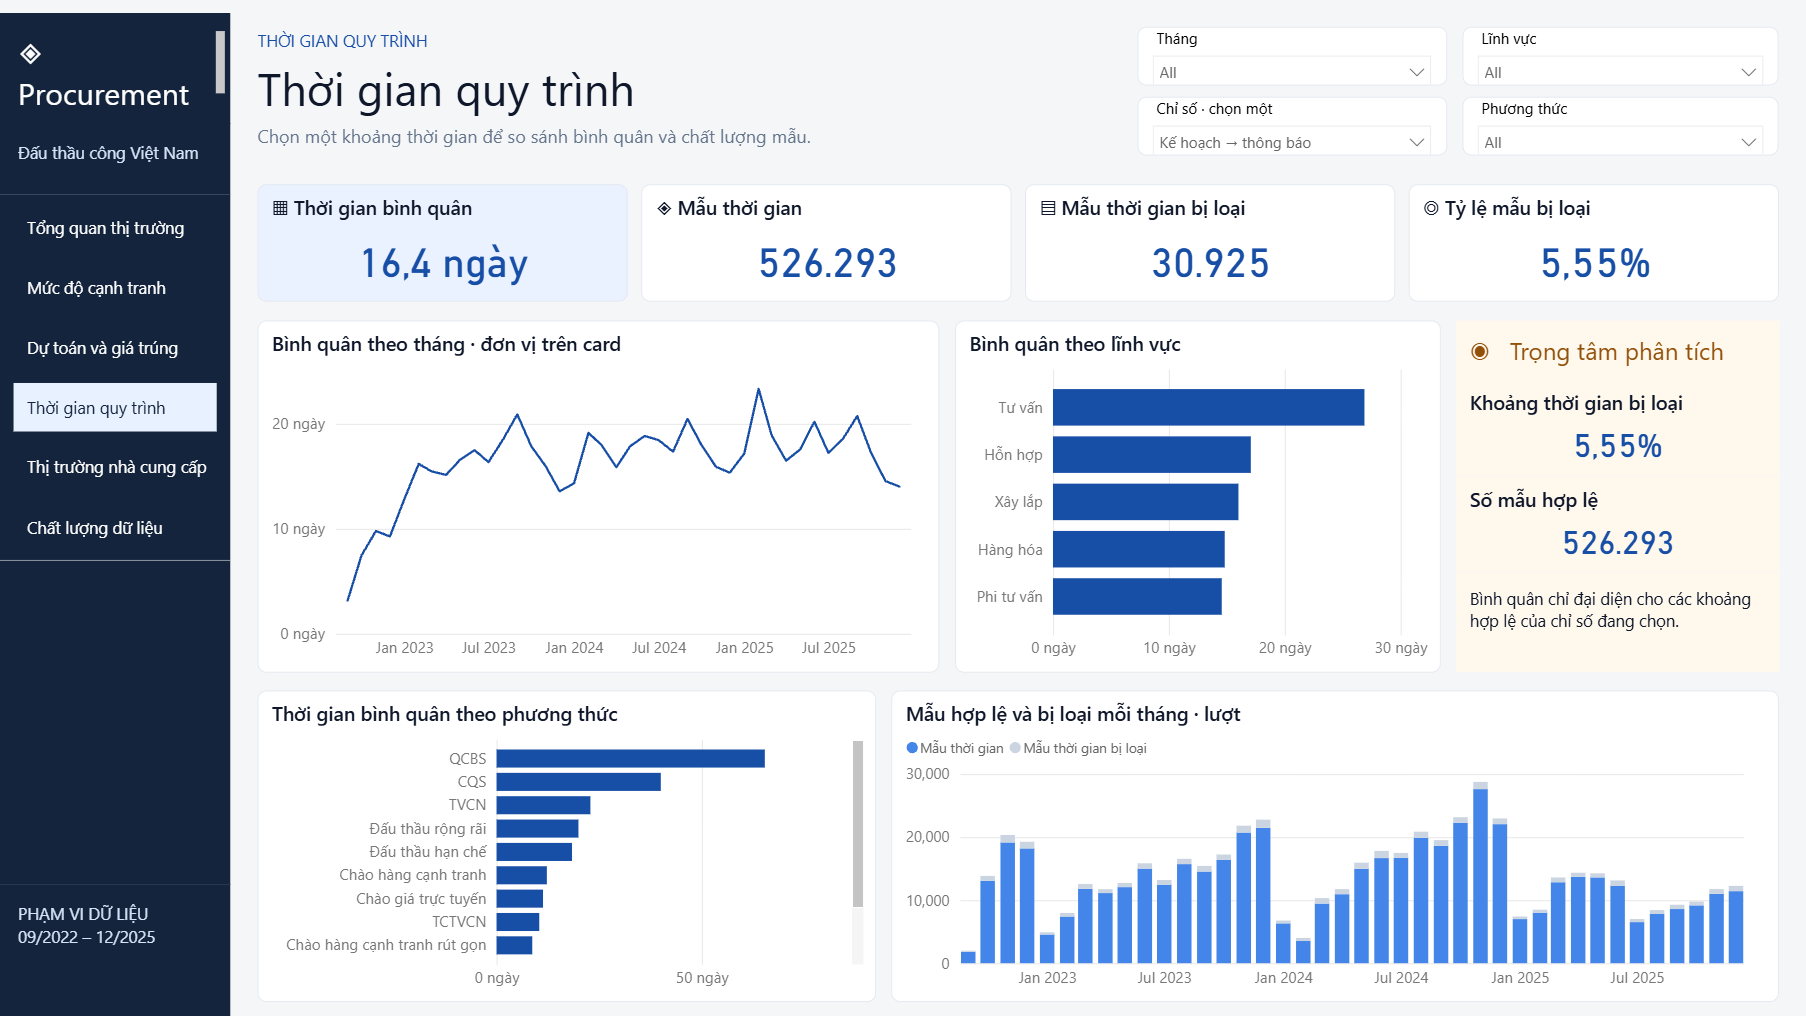 Procurement
Đấu thầu công Việt Nam
Tổng quan thị trường
Mức độ cạnh tranh
Dự toán và giá trúng
Thời gian quy trình
Thị trường nhà cung cấp
Chất lượng dữ liệu
PHẠM VI DỮ LIỆU
09/2022 – 12/2025
THỜI GIAN QUY TRÌNH
Thời gian quy trình
Chọn một khoảng thời gian để so sánh bình quân và chất lượng mẫu.
Tháng
All
Lĩnh vực
All
Chỉ số · chọn một
Kế hoạch → thông báo
Phương thức
All
Thời gian bình quân
16,4 ngày
Mẫu thời gian
526.293
Mẫu thời gian bị loại
30.925
Tỷ lệ mẫu bị loại
5,55%
Bình quân theo tháng · đơn vị trên card
20 ngày
10 ngày
0 ngày
Jan 2023 Jul 2023 Jan 2024 Jul 2024 Jan 2025 Jul 2025
Bình quân theo lĩnh vực
Tư vấn
Hỗn hợp
Xây lắp
Hàng hóa
Phi tư vấn
0 ngày 10 ngày 20 ngày 30 ngày
Trọng tâm phân tích
Khoảng thời gian bị loại
5,55%
Số mẫu hợp lệ
526.293
Bình quân chỉ đại diện cho các khoảng
hợp lệ của chỉ số đang chọn.
Thời gian bình quân theo phương thức
QCBS
CQS
TVCN
Đấu thầu rộng rãi
Đấu thầu hạn chế
Chào hàng cạnh tranh
Chào giá trực tuyến
TCTVCN
Chào hàng cạnh tranh rút gọn
0 ngày 50 ngày
Mẫu hợp lệ và bị loại mỗi tháng · lượt
Mẫu thời gian Mẫu thời gian bị loại
30,000
20,000
10,000
0
Jan 2023 Jul 2023 Jan 2024 Jul 2024 Jan 2025 Jul 2025